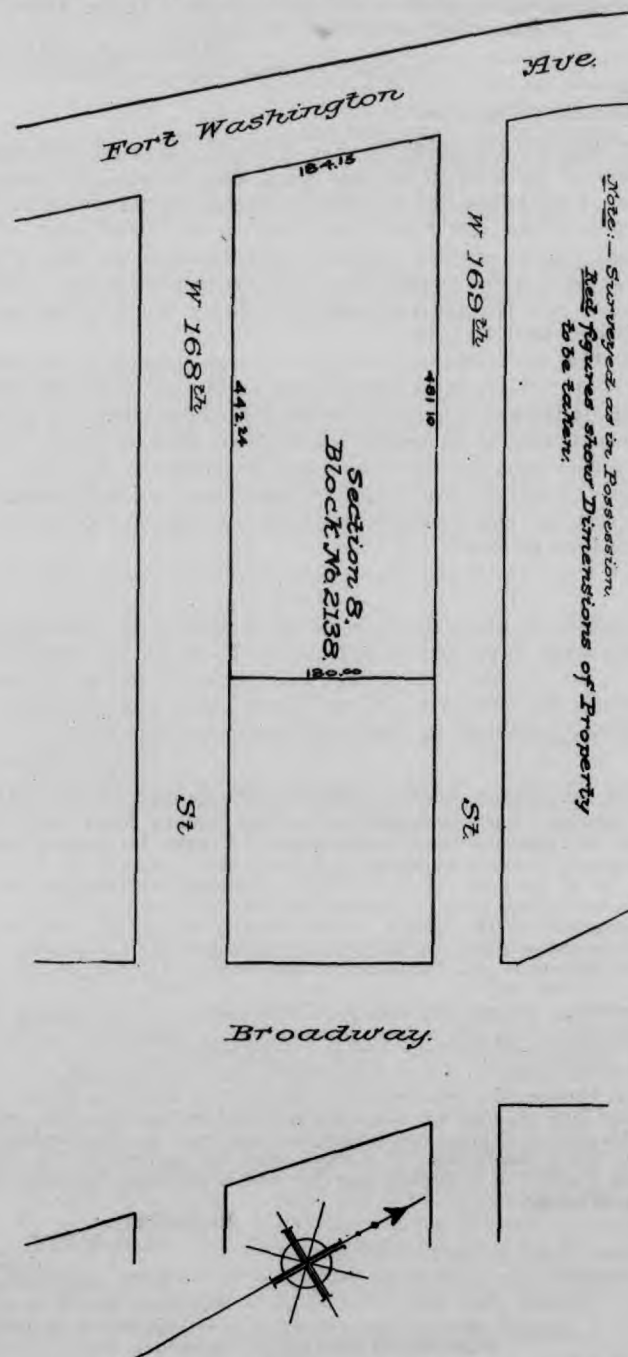 Fort Washington Ave.
184.13
W 168th St.
W 169th St.
442.24
481.10
Section 8.
Block No. 2138.
180.00
Note:— Surveyed as in Possession.
Red figures show Dimensions of Property
to be taken.
Broadway.